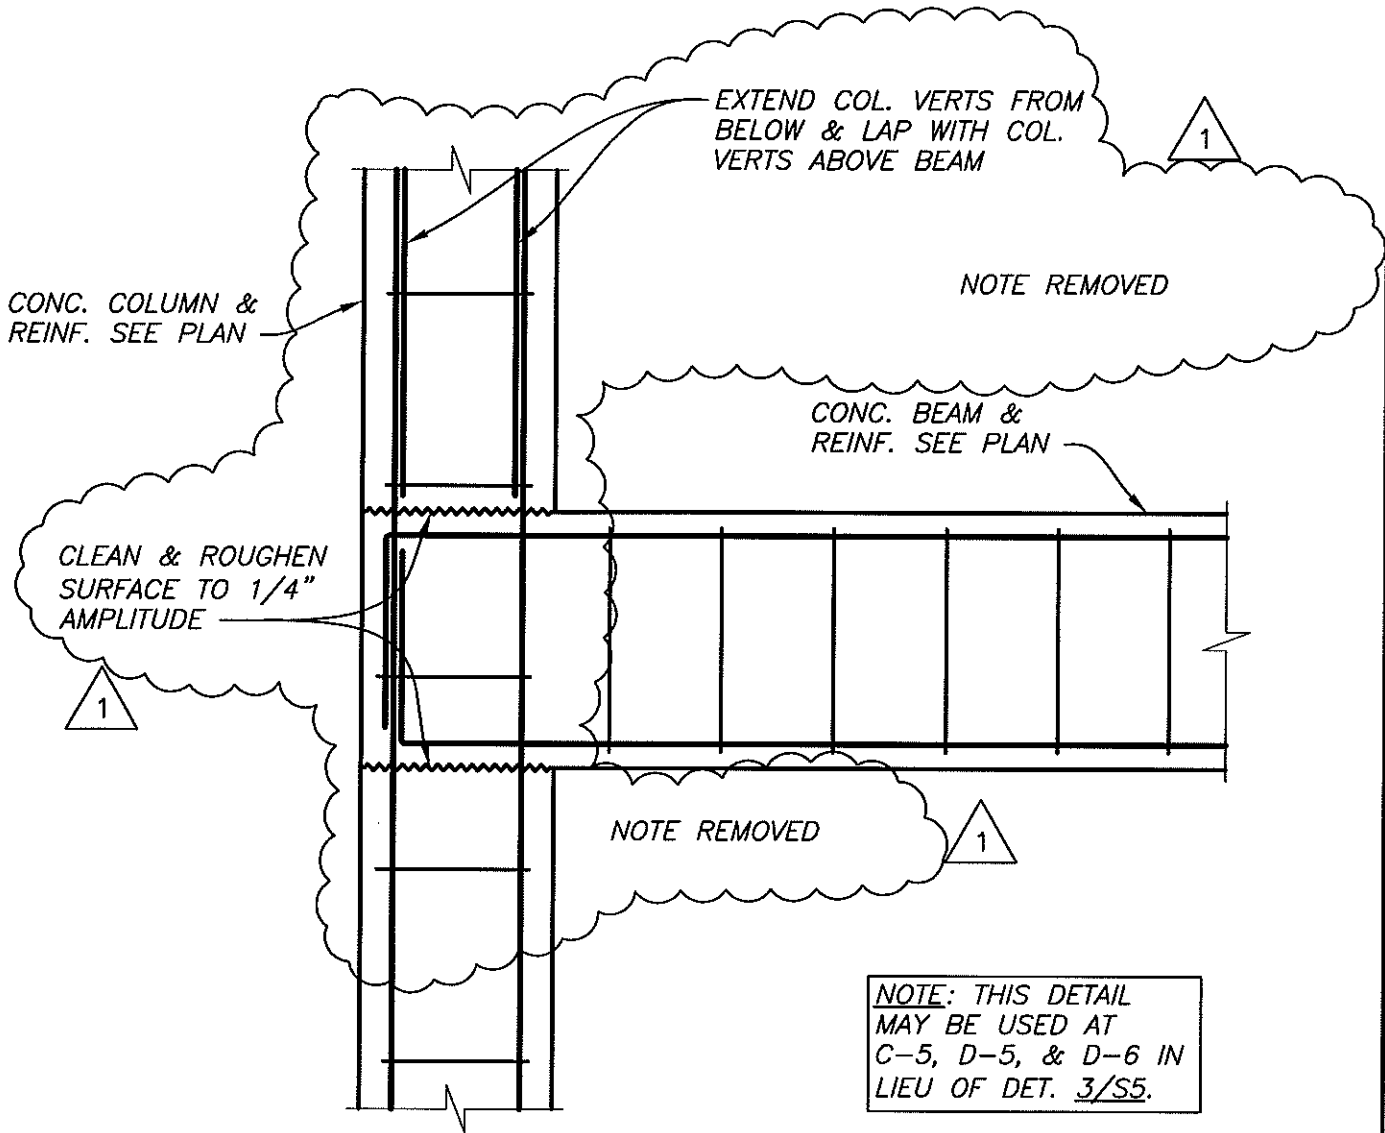 EXTEND COL. VERTS FROM
BELOW & LAP WITH COL.
VERTS ABOVE BEAM
1
NOTE REMOVED
CONC. COLUMN &
REINF. SEE PLAN
CONC. BEAM &
REINF. SEE PLAN
CLEAN & ROUGHEN
SURFACE TO 1/4"
AMPLITUDE
1
NOTE REMOVED
1
NOTE: THIS DETAIL
MAY BE USED AT
C-5, D-5, & D-6 IN
LIEU OF DET. 3/S5.